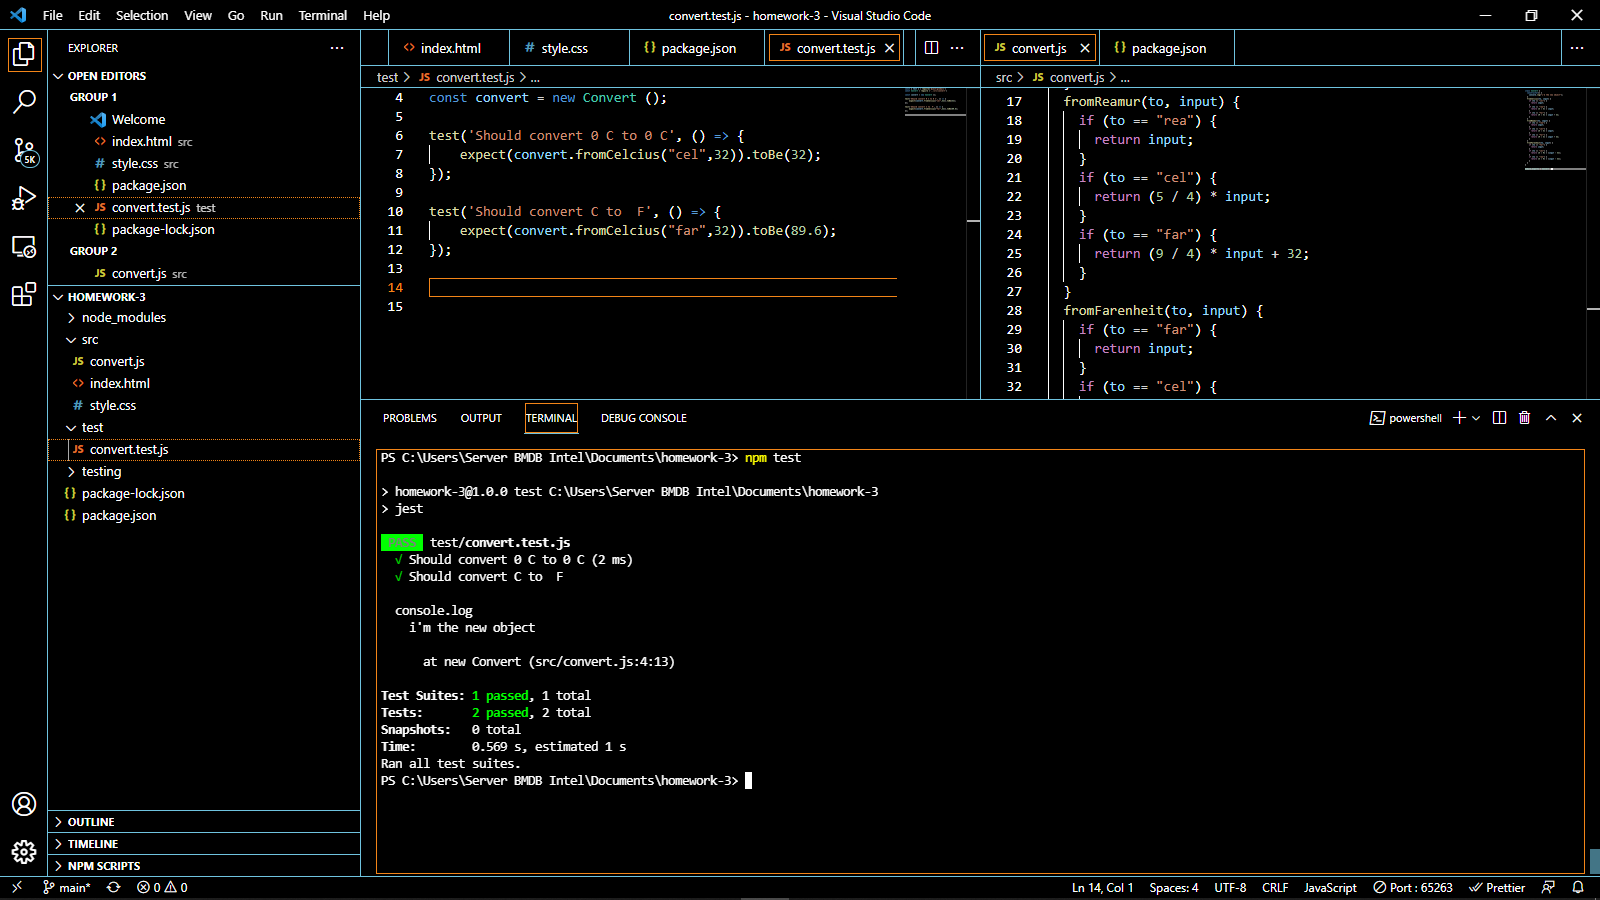 File Edit Selection View Go Run Terminal Help
convert.test.js - homework-3 - Visual Studio Code
EXPLORER
OPEN EDITORS
GROUP 1
Welcome
<> index.html src
# style.css src
{} package.json
× JS convert.test.js test
{} package-lock.json
GROUP 2
JS convert.js src
HOMEWORK-3
> node_modules
src
JS convert.js
<> index.html
# style.css
test
JS convert.test.js
> testing
{} package-lock.json
{} package.json
> OUTLINE
> TIMELINE
> NPM SCRIPTS
5K
<> index.html
# style.css
{} package.json
JS convert.test.js ×
test > JS convert.test.js > ...
4 const convert = new Convert ();
5
6 test('Should convert 0 C to 0 C', () => {
7     expect(convert.fromCelcius("cel",32)).toBe(32);
8 });
9
10 test('Should convert C to  F', () => {
11     expect(convert.fromCelcius("far",32)).toBe(89.6);
12 });
13
14
15
JS convert.js ×
{} package.json
src > JS convert.js > ...
17 fromReamur(to, input) {
18   if (to == "rea") {
19     return input;
20   }
21   if (to == "cel") {
22     return (5 / 4) * input;
23   }
24   if (to == "far") {
25     return (9 / 4) * input + 32;
26   }
27 }
28 fromFarenheit(to, input) {
29   if (to == "far") {
30     return input;
31   }
32   if (to == "cel") {
PROBLEMS OUTPUT TERMINAL DEBUG CONSOLE
powershell
PS C:\Users\Server BMDB Intel\Documents\homework-3> npm test
> homework-3@1.0.0 test C:\Users\Server BMDB Intel\Documents\homework-3
> jest
PASS test/convert.test.js
√ Should convert 0 C to 0 C (2 ms)
√ Should convert C to  F
console.log
i'm the new object
at new Convert (src/convert.js:4:13)
Test Suites: 1 passed, 1 total
Tests:       2 passed, 2 total
Snapshots:   0 total
Time:        0.569 s, estimated 1 s
Ran all test suites.
PS C:\Users\Server BMDB Intel\Documents\homework-3>
main* 0 0
Ln 14, Col 1 Spaces: 4 UTF-8 CRLF JavaScript Port : 65263 Prettier